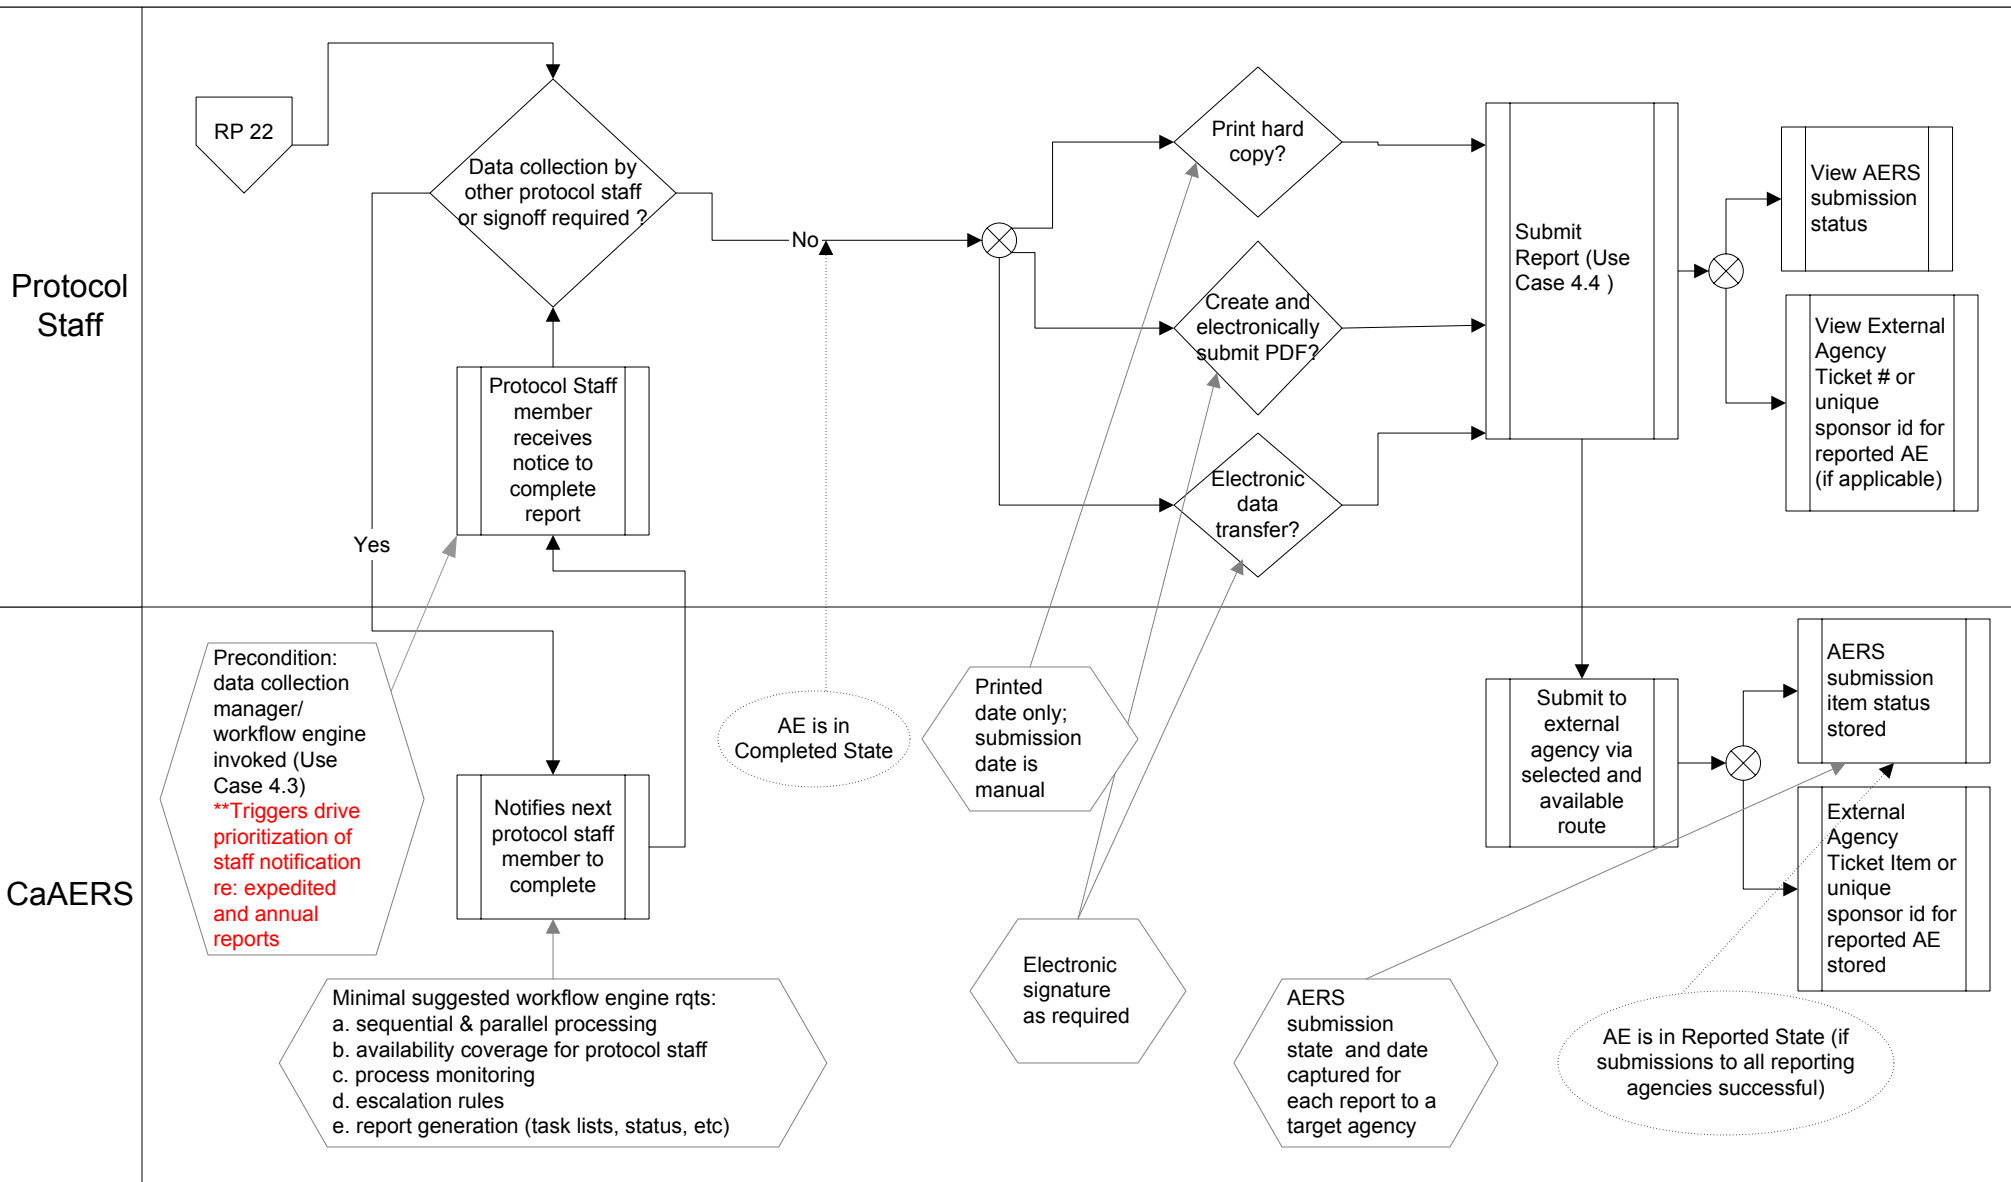 Protocol
Staff
RP 22
Data collection by
other protocol staff
or signoff required ?
No
Yes
Protocol Staff
member
receives
notice to
complete
report
Print hard
copy?
Create and
electronically
submit PDF?
Electronic
data
transfer?
Submit
Report (Use
Case 4.4 )
View AERS
submission
status
View External
Agency
Ticket # or
unique
sponsor id for
reported AE
(if applicable)
CaAERS
Precondition:
data collection
manager/
workflow engine
invoked (Use
Case 4.3)
**Triggers drive
prioritization of
staff notification
re: expedited
and annual
reports
Notifies next
protocol staff
member to
complete
Minimal suggested workflow engine rqts:
a. sequential & parallel processing
b. availability coverage for protocol staff
c. process monitoring
d. escalation rules
e. report generation (task lists, status, etc)
AE is in
Completed State
Printed
date only;
submission
date is
manual
Electronic
signature
as required
Submit to
external
agency via
selected and
available
route
AERS
submission
item status
stored
External
Agency
Ticket Item or
unique
sponsor id for
reported AE
stored
AERS
submission
state  and date
captured for
each report to a
target agency
AE is in Reported State (if
submissions to all reporting
agencies successful)